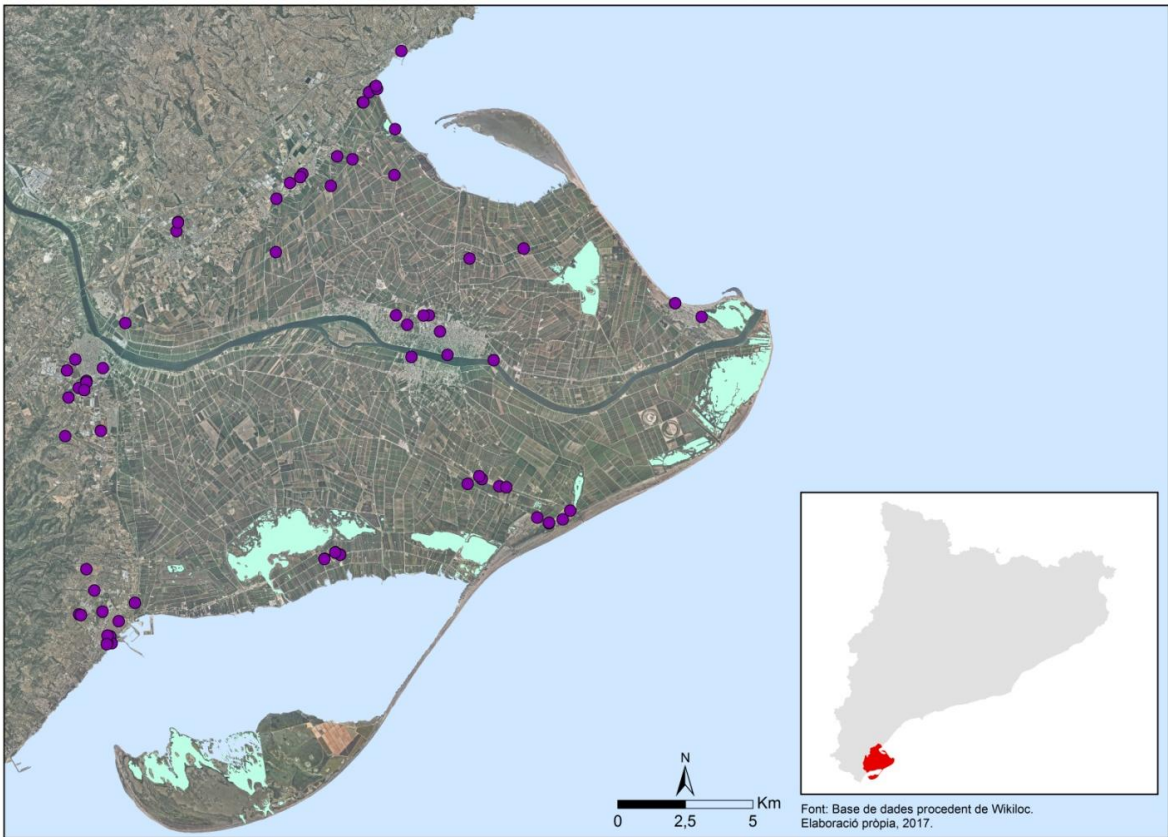 N
Km
0 2,5 5
Font: Base de dades procedent de Wikiloc.
Elaboració pròpia, 2017.